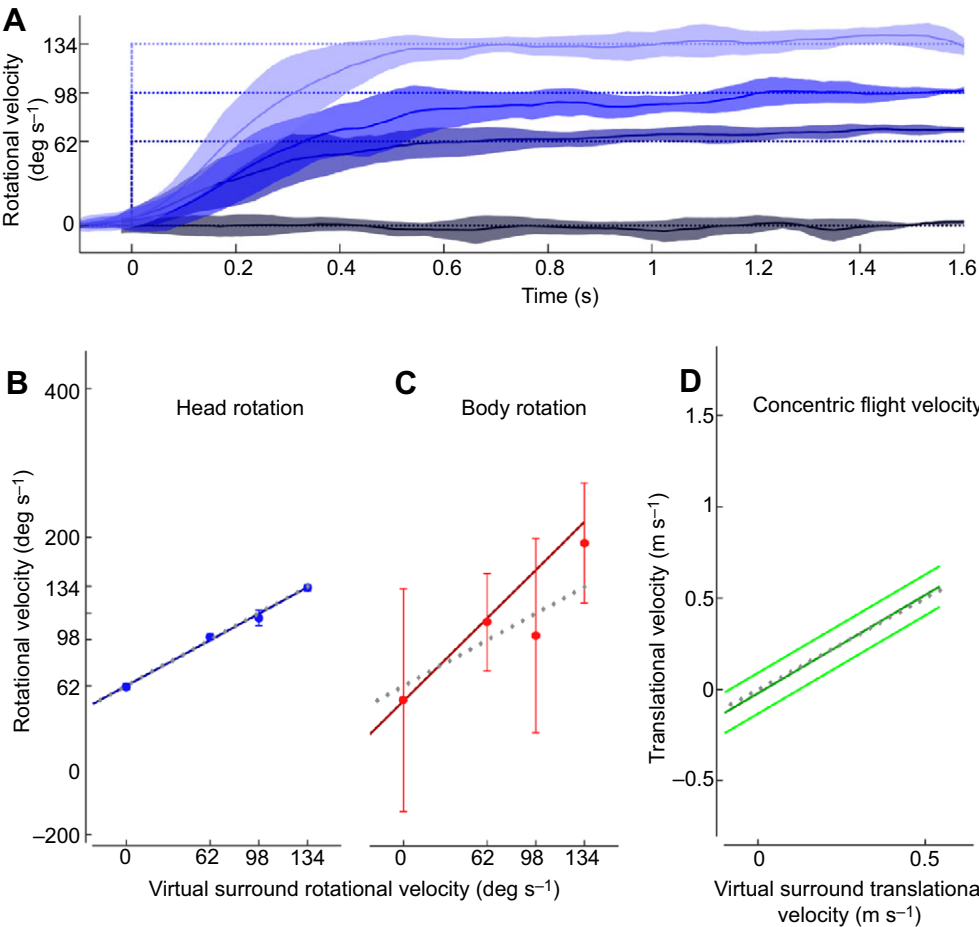 A
Rotational velocity
(deg s–1)
134
98
62
0
0
0.2
0.4
0.6
0.8
1
1.2
1.4
1.6
Time (s)
B
Head rotation
C
Body rotation
D
Concentric flight velocity
Rotational velocity (deg s–1)
400
200
134
98
62
0
–200
0
62
98
134
0
62
98
134
Virtual surround rotational velocity (deg s–1)
Translational velocity (m s–1)
1.5
1
0.5
0
–0.5
0
0.5
Virtual surround translational
velocity (m s–1)